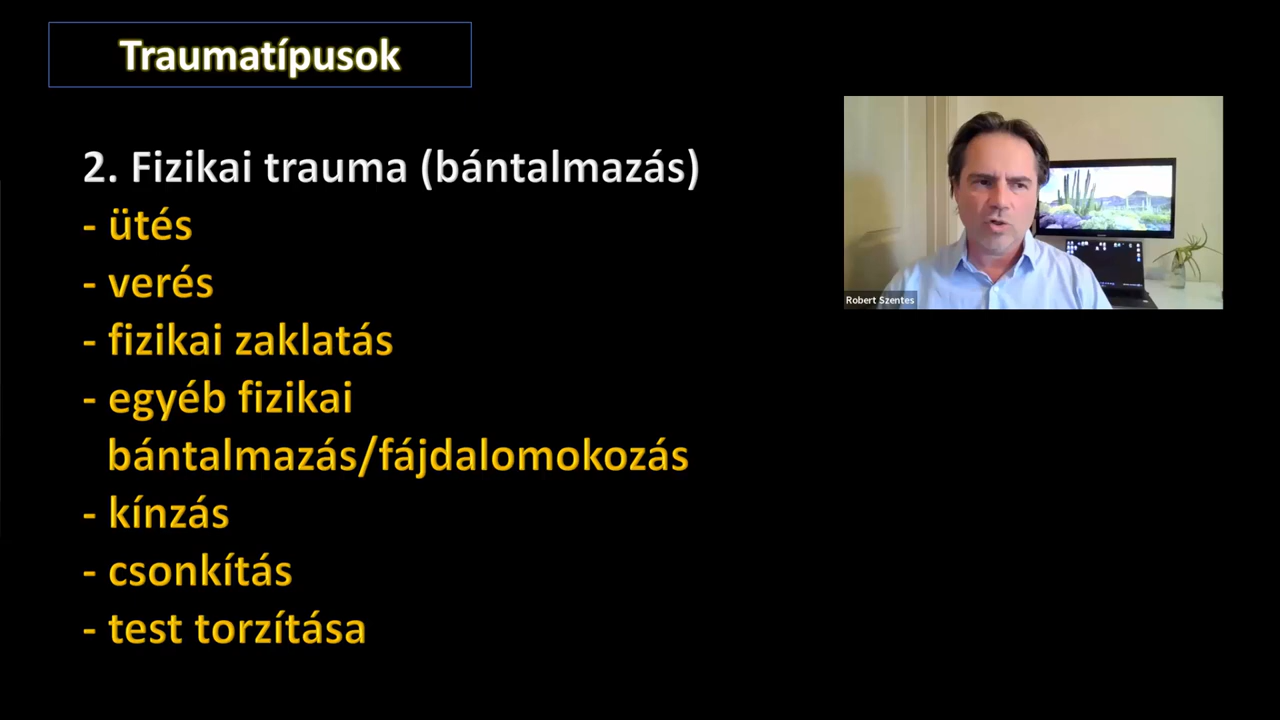 Traumatípusok
2. Fizikai trauma (bántalmazás)
- ütés
- verés
- fizikai zaklatás
- egyéb fizikai
bántalmazás/fájdalomokozás
- kínzás
- csonkítás
- test torzítása
Robert Szentes